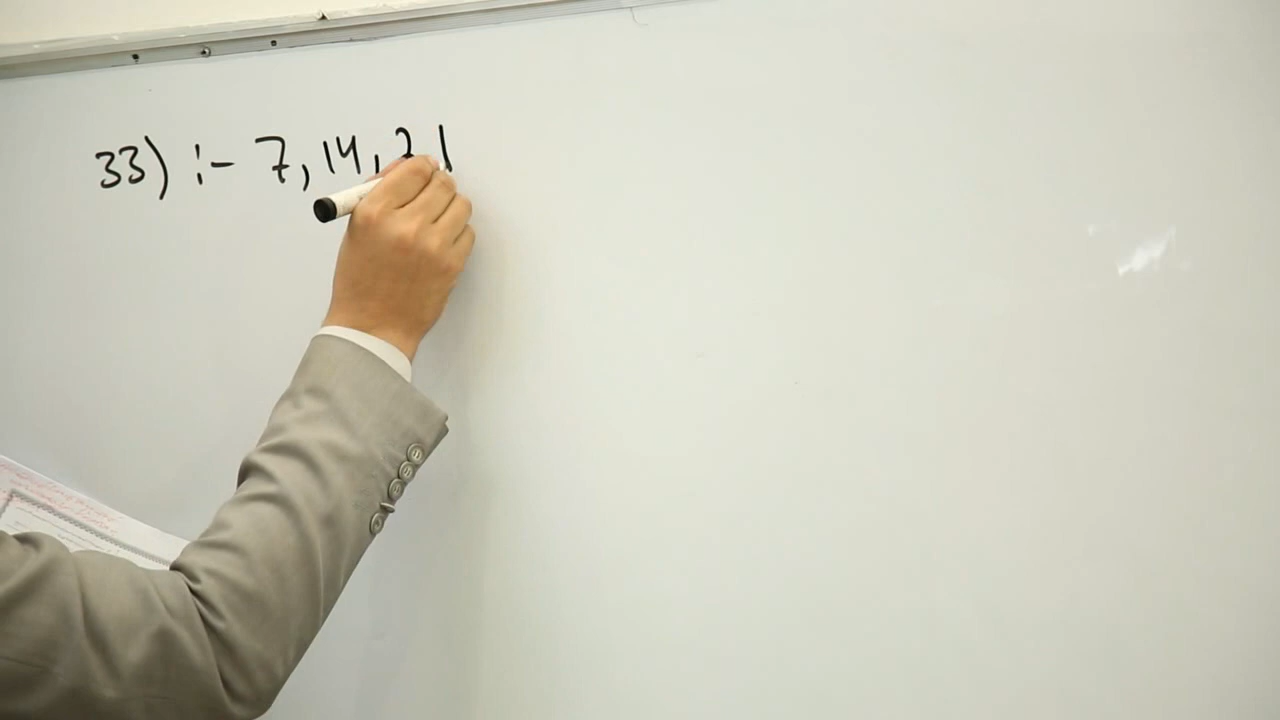 33) :- 7, 14, 21